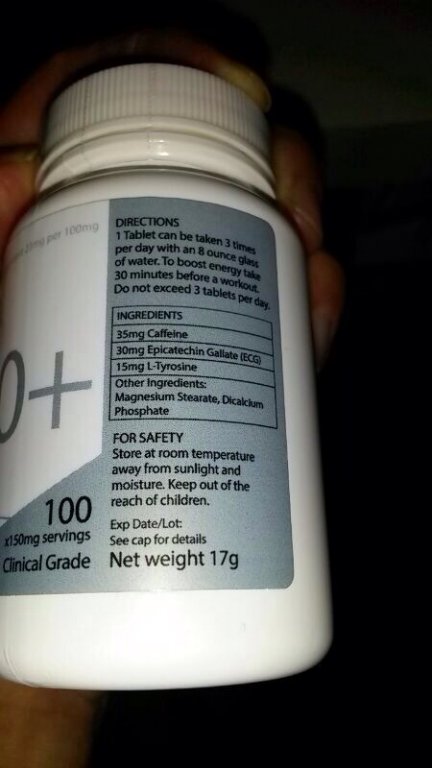 20mg per 100mg
0+
100
x150mg servings
Clinical Grade
DIRECTIONS
1 Tablet can be taken 3 times
per day with an 8 ounce glass
of water. To boost energy take
30 minutes before a workout.
Do not exceed 3 tablets per day.
INGREDIENTS
35mg Caffeine
30mg Epicatechin Gallate (ECG)
15mg L-Tyrosine
Other Ingredients:
Magnesium Stearate, Dicalcium
Phosphate
FOR SAFETY
Store at room temperature
away from sunlight and
moisture. Keep out of the
reach of children.
Exp Date/Lot:
See cap for details
Net weight 17g